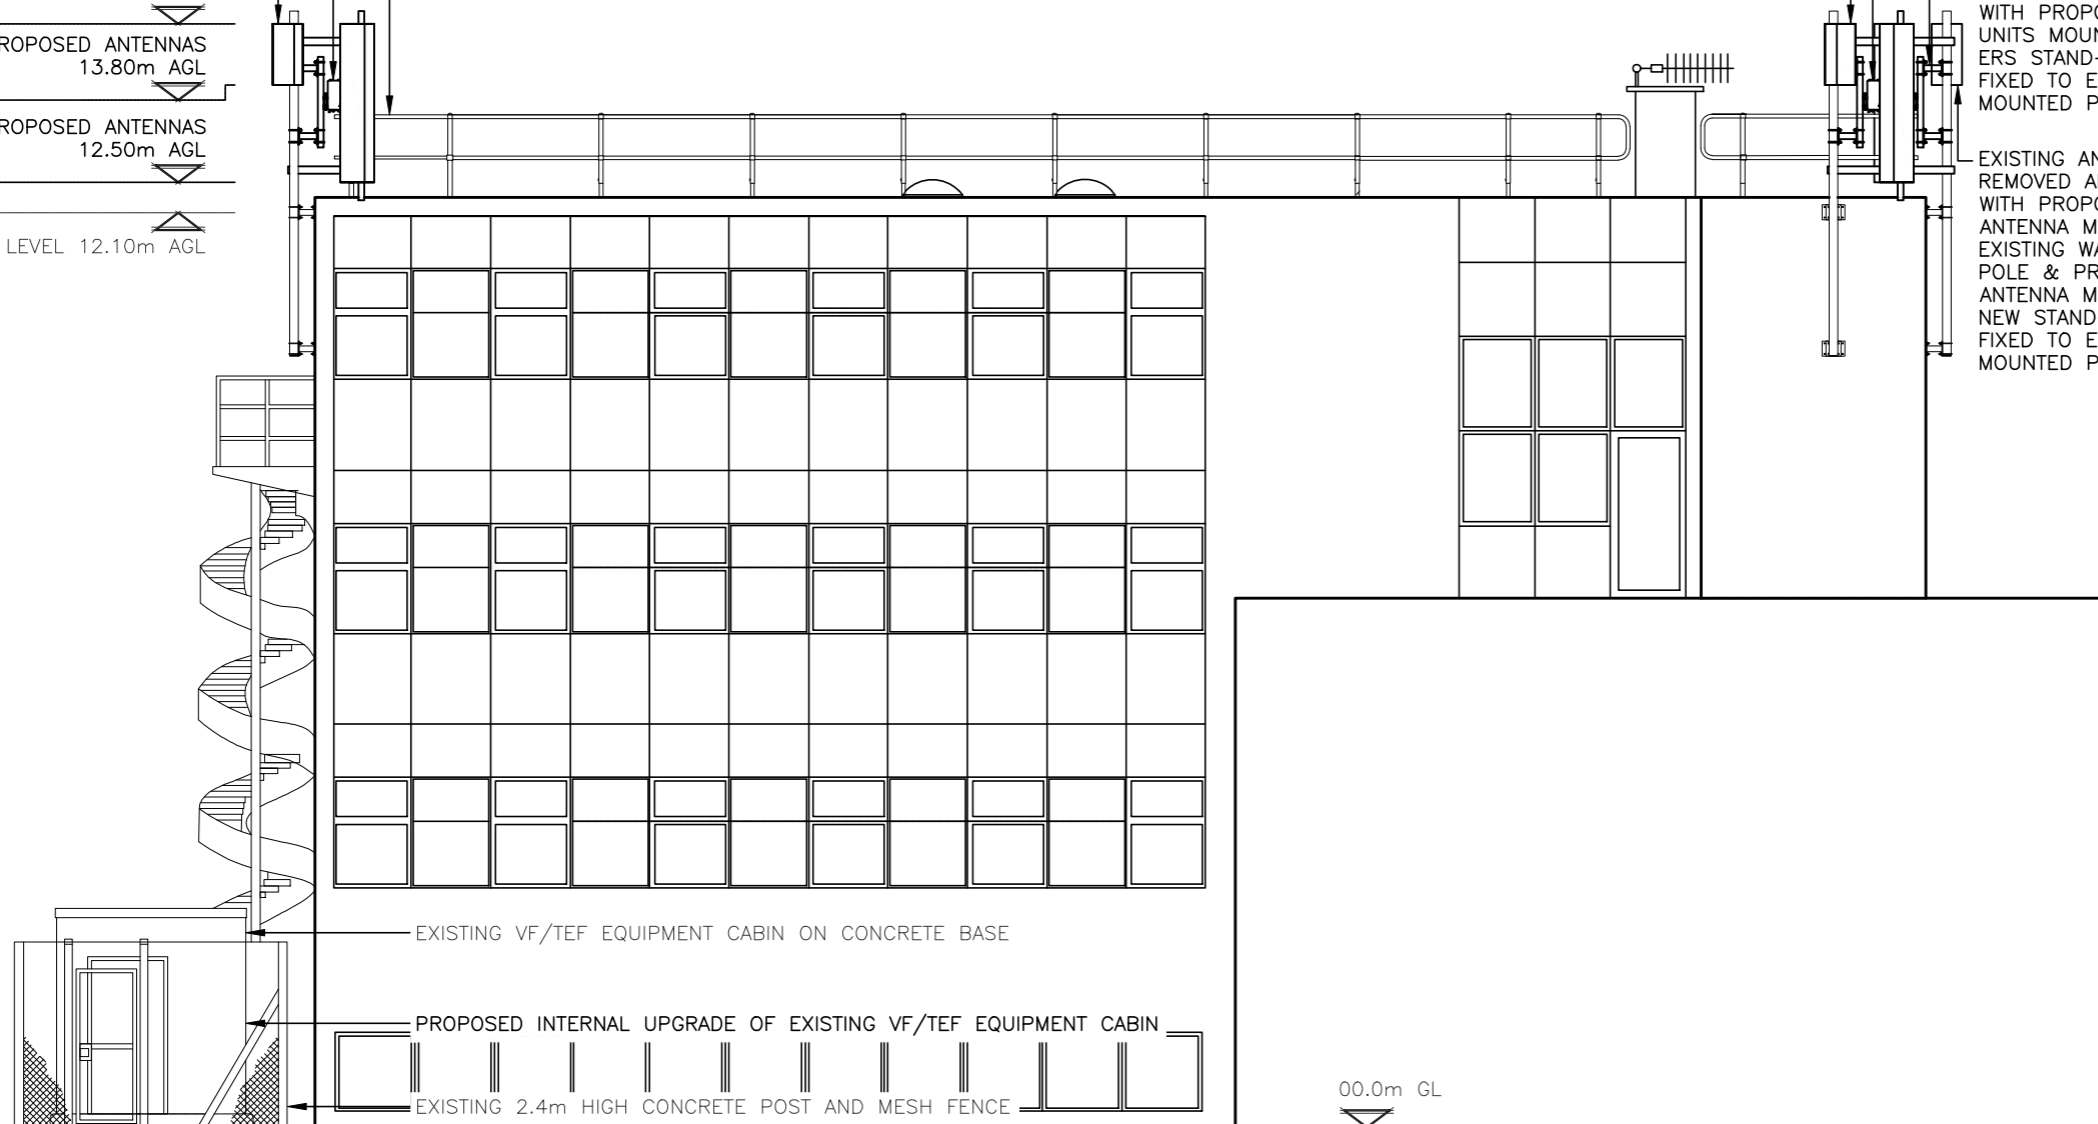 ROPOSED ANTENNAS
13.80m AGL
ROPOSED ANTENNAS
12.50m AGL
LEVEL 12.10m AGL
WITH PROPO
UNITS MOUN
ERS STAND-
FIXED TO E
MOUNTED P
EXISTING AN
REMOVED A
WITH PROPO
ANTENNA M
EXISTING WA
POLE & PR
ANTENNA M
NEW STAND
FIXED TO E
MOUNTED P
EXISTING VF/TEF EQUIPMENT CABIN ON CONCRETE BASE
PROPOSED INTERNAL UPGRADE OF EXISTING VF/TEF EQUIPMENT CABIN
EXISTING 2.4m HIGH CONCRETE POST AND MESH FENCE
00.0m GL